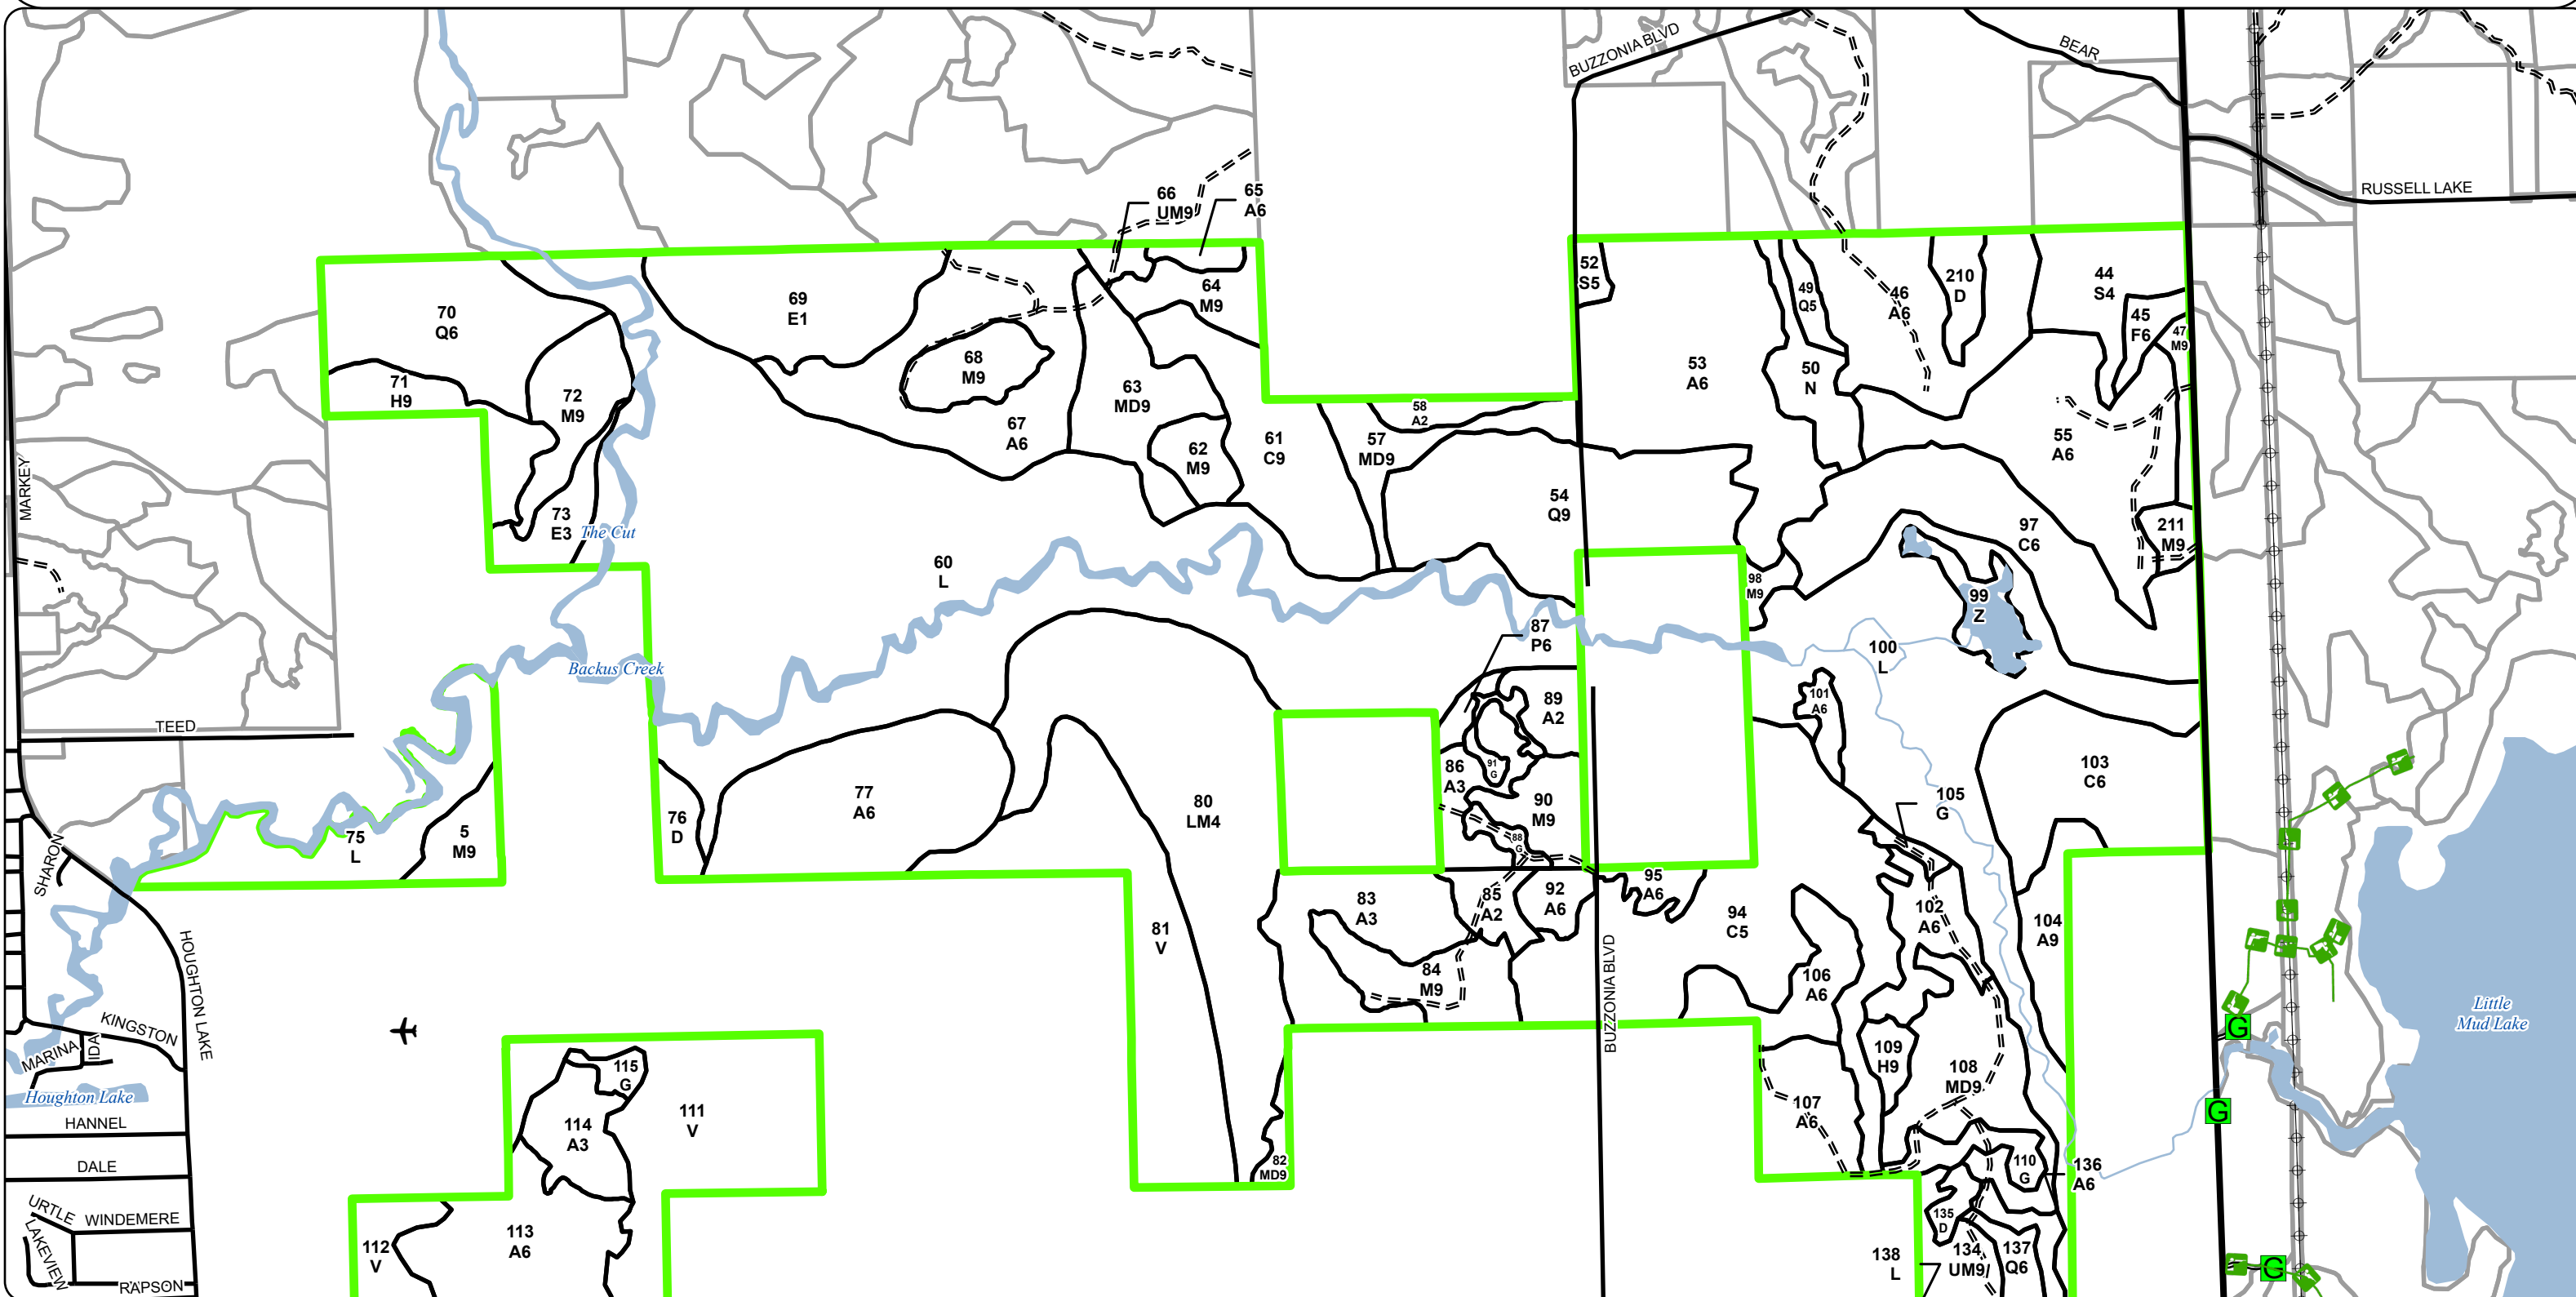 BUZZONIA BLVD
BEAR
RUSSELL LAKE
66
UM9
65
A6
52
S5
49
Q5
46
A6
210
D
44
S4
45
F6
47
M9
70
Q6
69
E1
64
M9
71
H9
72
M9
68
M9
63
MD9
67
A6
62
M9
61
C9
58
A2
57
MD9
53
A6
50
N
55
A6
MARKEY
73
E3
The Cut
54
Q9
97
C6
211
M9
60
L
98
M9
99
Z
87
P6
100
L
Backus Creek
TEED
89
A2
101
A6
91
G
86
A3
103
C6
105
G
77
A6
80
LM4
90
M9
88
G
75
L
5
M9
76
D
SHARON
83
A3
85
A2
92
A6
95
A6
94
C5
102
A6
104
A9
81
V
84
M9
106
A6
HOUGHTON LAKE
BUZZONIA BLVD
Little
Mud Lake
KINGSTON
MARINA
IDA
G
109
H9
108
MD9
115
G
Houghton Lake
111
V
107
A6
G
HANNEL
114
A3
DALE
82
MD9
110
G
136
A6
URTLE
WINDEMERE
LAKEVIEW
113
A6
112
V
135
D
138
L
134
UM9
137
Q6
G
RAPSON